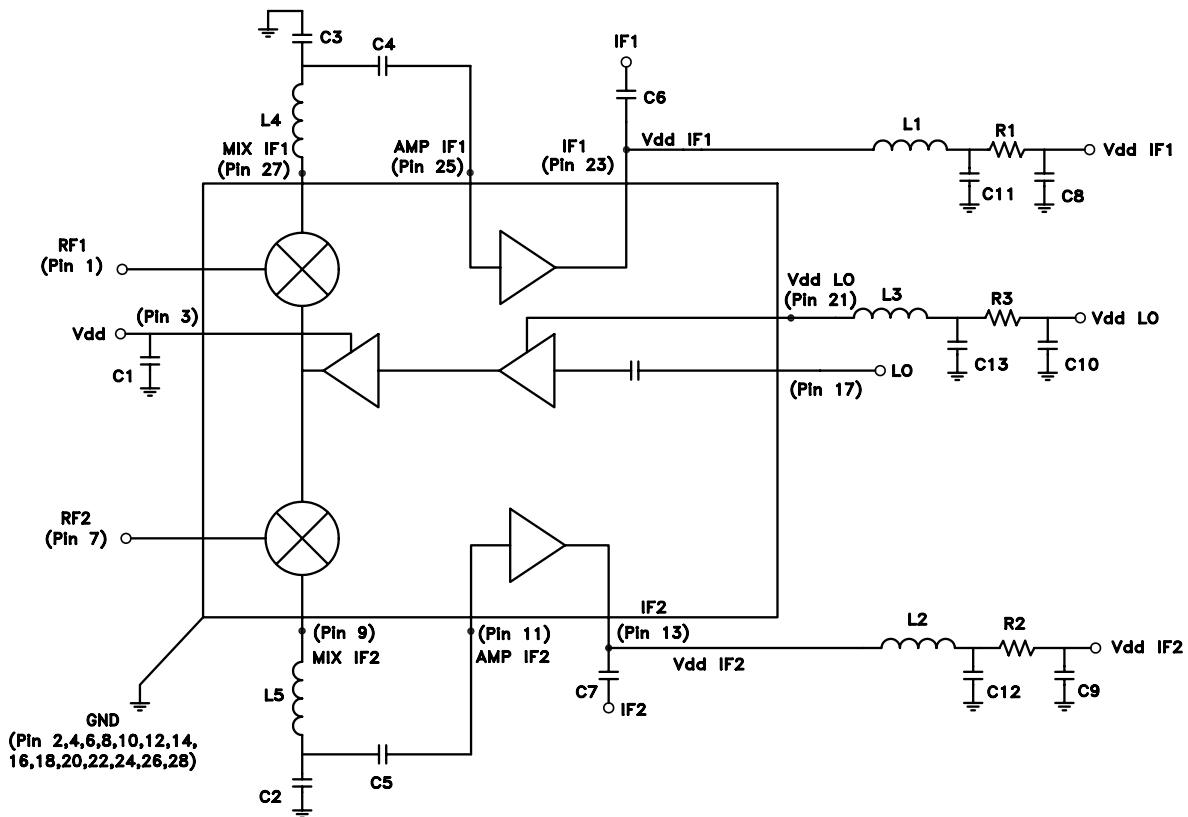 C3
C4
IF1
C6
L4
MIX IF1
(Pin 27)
AMP IF1
(Pin 25)
IF1
(Pin 23)
Vdd IF1
L1
R1
Vdd IF1
C11
C8
RF1
(Pin 1)
Vdd
(Pin 3)
C1
Vdd LO
(Pin 21)
L3
R3
Vdd LO
C13
C10
LO
(Pin 17)
RF2
(Pin 7)
IF2
(Pin 9)
MIX IF2
(Pin 11)
AMP IF2
(Pin 13)
Vdd IF2
L2
R2
Vdd IF2
C12
C9
L5
C7
IF2
GND
(Pin 2,4,6,8,10,12,14,
16,18,20,22,24,26,28)
C5
C2